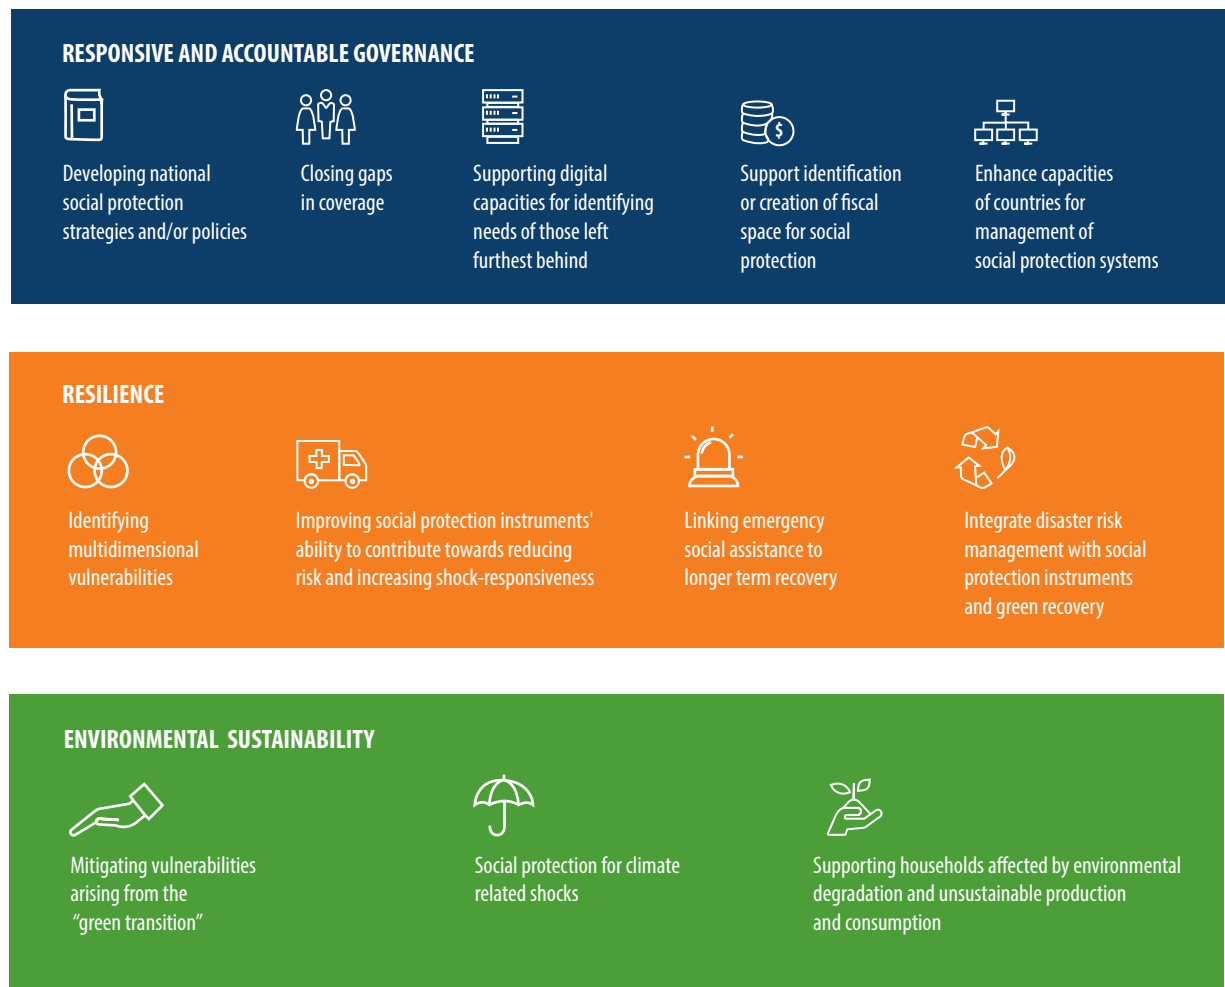 RESPONSIVE AND ACCOUNTABLE GOVERNANCE
Developing national
social protection
strategies and/or policies
Closing gaps
in coverage
Supporting digital
capacities for identifying
needs of those left
furthest behind
Support identification
or creation of fiscal
space for social
protection
Enhance capacities
of countries for
management of
social protection systems
RESILIENCE
Identifying
multidimensional
vulnerabilities
Improving social protection instruments'
ability to contribute towards reducing
risk and increasing shock-responsiveness
Linking emergency
social assistance to
longer term recovery
Integrate disaster risk
management with social
protection instruments
and green recovery
ENVIRONMENTAL SUSTAINABILITY
Mitigating vulnerabilities
arising from the
“green transition”
Social protection for climate
related shocks
Supporting households affected by environmental
degradation and unsustainable production
and consumption